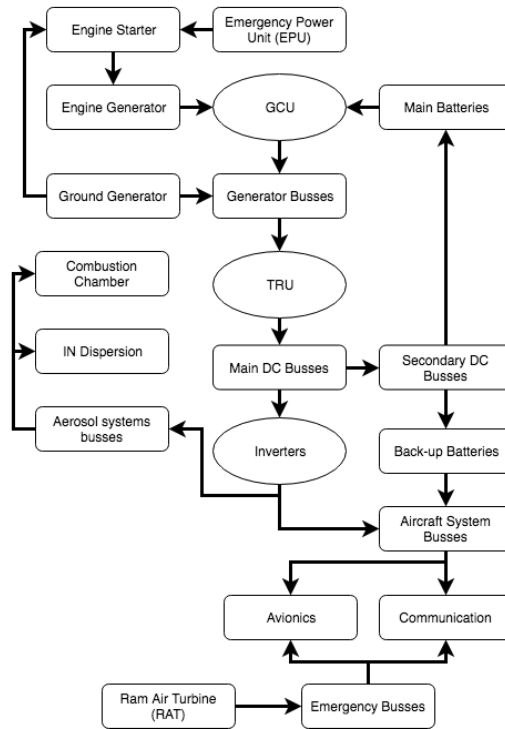 Engine Starter
Emergency Power
Unit (EPU)
Engine Generator
GCU
Main Batteries
Ground Generator
Generator Busses
Combustion
Chamber
TRU
IN Dispersion
Main DC Busses
Secondary DC
Busses
Aerosol systems
busses
Inverters
Back-up Batteries
Aircraft System
Busses
Avionics
Communication
Ram Air Turbine
(RAT)
Emergency Busses